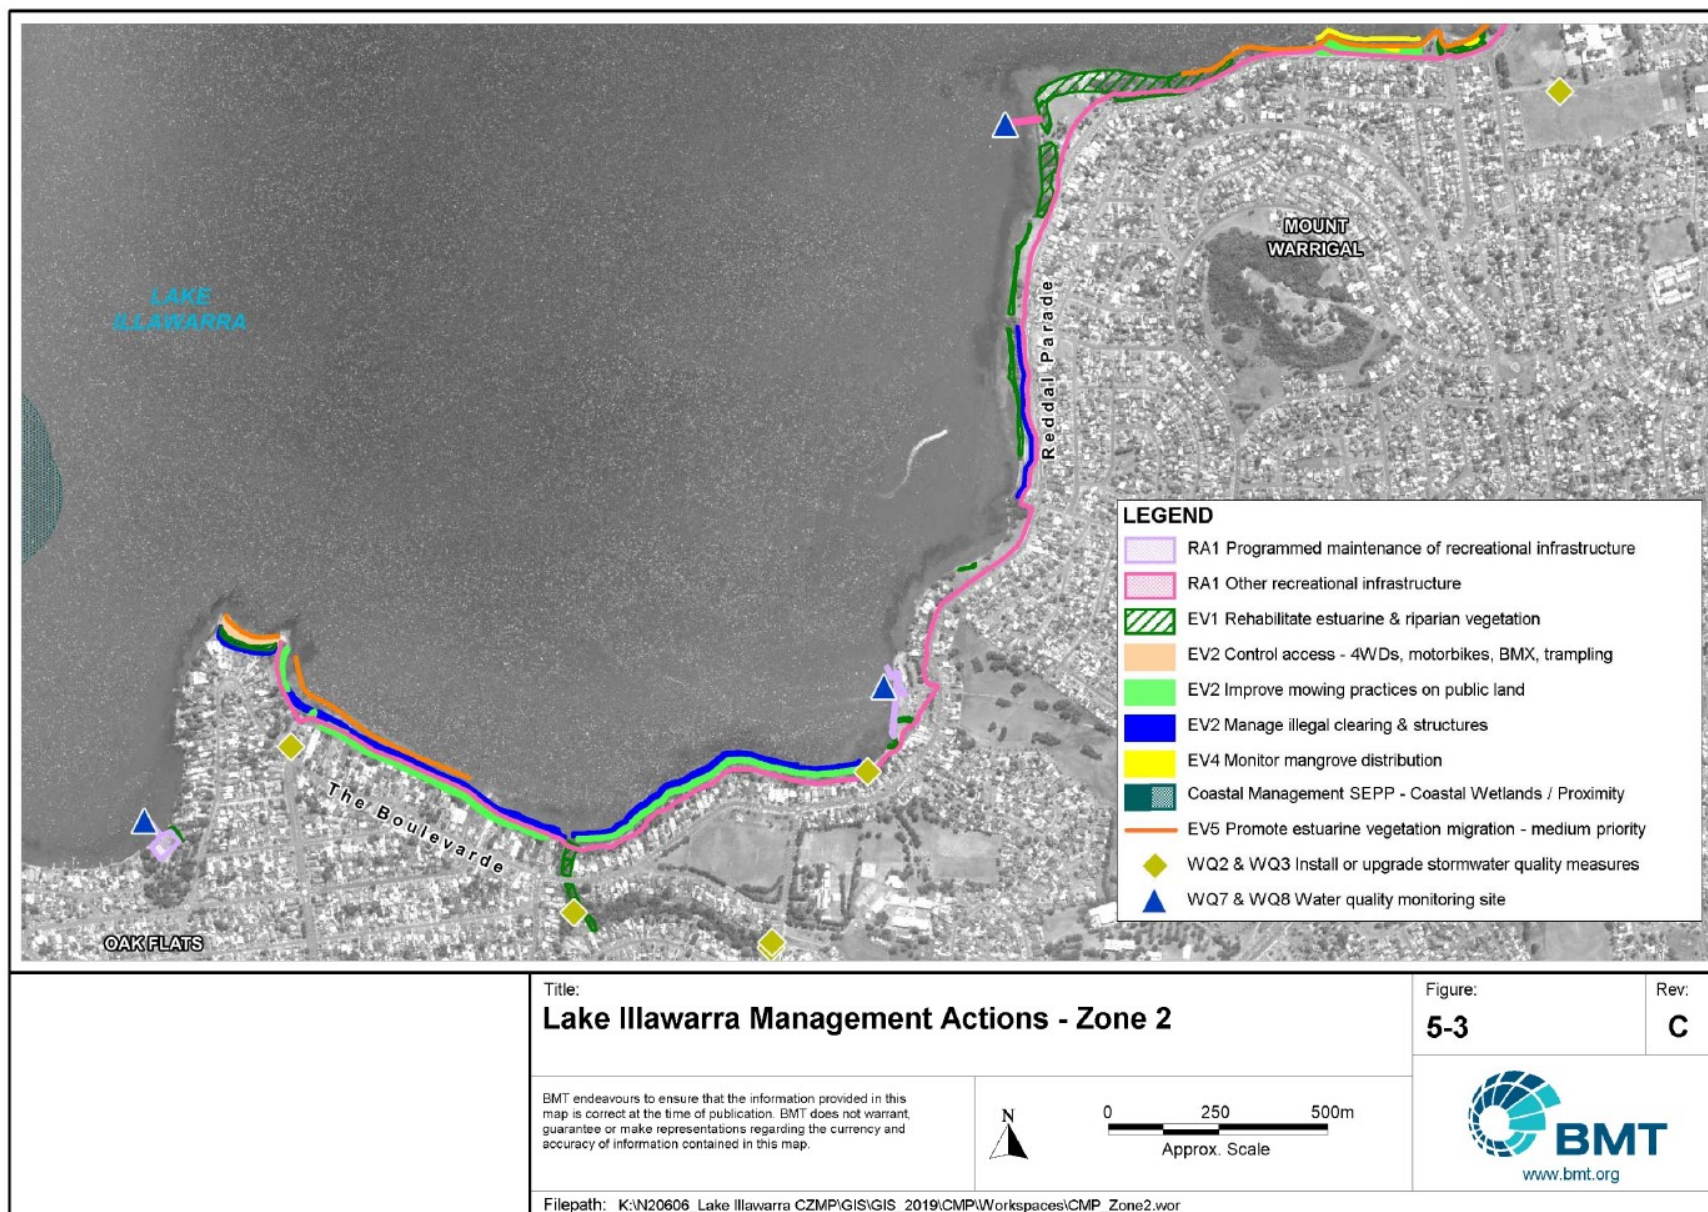 LAKE
ILLAWARRA
MOUNT
WARRIGAL
Reddal Parade
The Boulevarde
OAK FLATS
LEGEND
RA1 Programmed maintenance of recreational infrastructure
RA1 Other recreational infrastructure
EV1 Rehabilitate estuarine & riparian vegetation
EV2 Control access - 4WDs, motorbikes, BMX, trampling
EV2 Improve mowing practices on public land
EV2 Manage illegal clearing & structures
EV4 Monitor mangrove distribution
Coastal Management SEPP - Coastal Wetlands / Proximity
EV5 Promote estuarine vegetation migration - medium priority
WQ2 & WQ3 Install or upgrade stormwater quality measures
WQ7 & WQ8 Water quality monitoring site
Title:
Lake Illawarra Management Actions - Zone 2
Figure:
5-3
Rev:
C
BMT endeavours to ensure that the information provided in this
map is correct at the time of publication. BMT does not warrant,
guarantee or make representations regarding the currency and
accuracy of information contained in this map.
N
0 250 500m
Approx. Scale
BMT
www.bmt.org
Filepath: K:\N20606_Lake Illawarra CZMP\GIS\GIS_2019\CMP\Workspaces\CMP_Zone2.wor